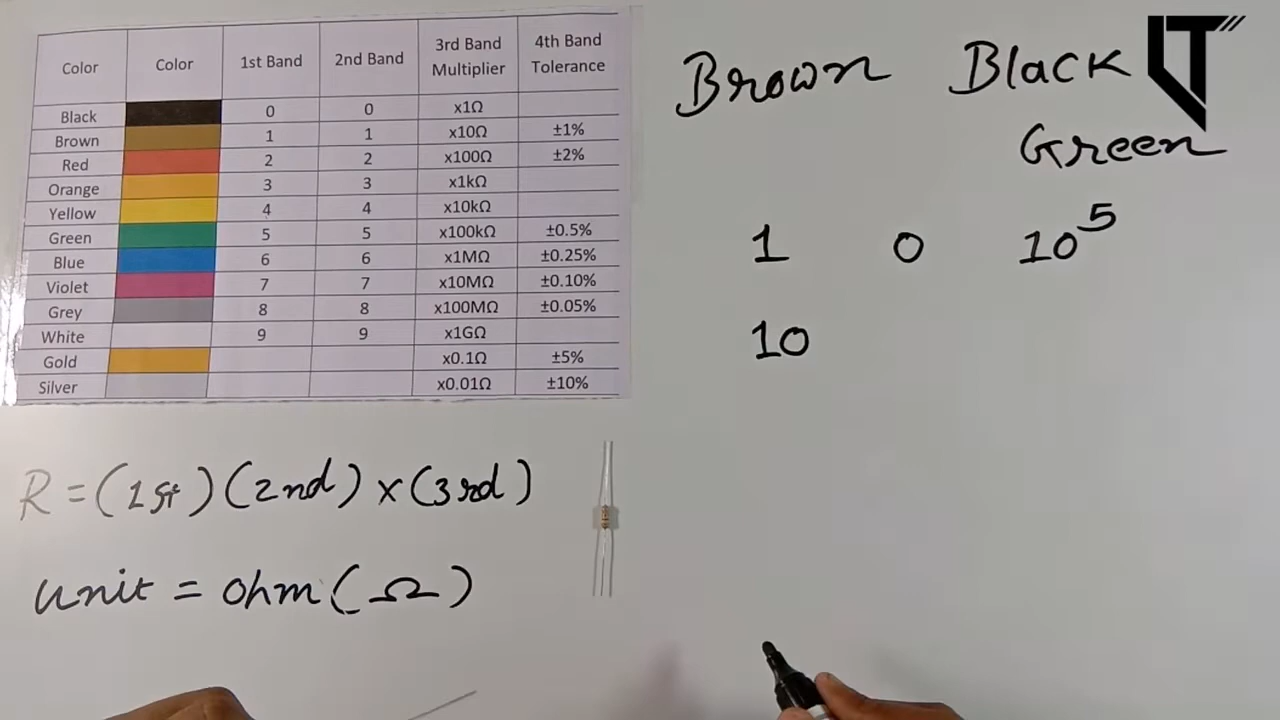 Color Color 1st Band 2nd Band 3rd Band Multiplier 4th Band Tolerance
Black 0 0 x1Ω
Brown 1 1 x10Ω ±1%
Red 2 2 x100Ω ±2%
Orange 3 3 x1kΩ
Yellow 4 4 x10kΩ
Green 5 5 x100kΩ ±0.5%
Blue 6 6 x1MΩ ±0.25%
Violet 7 7 x10MΩ ±0.10%
Grey 8 8 x100MΩ ±0.05%
White 9 9 x1GΩ
Gold x0.1Ω ±5%
Silver x0.01Ω ±10%
R = (1st) (2nd) x (3rd)
unit = ohm (Ω)
Brown Black
Green
1 0 10⁵
10
LT